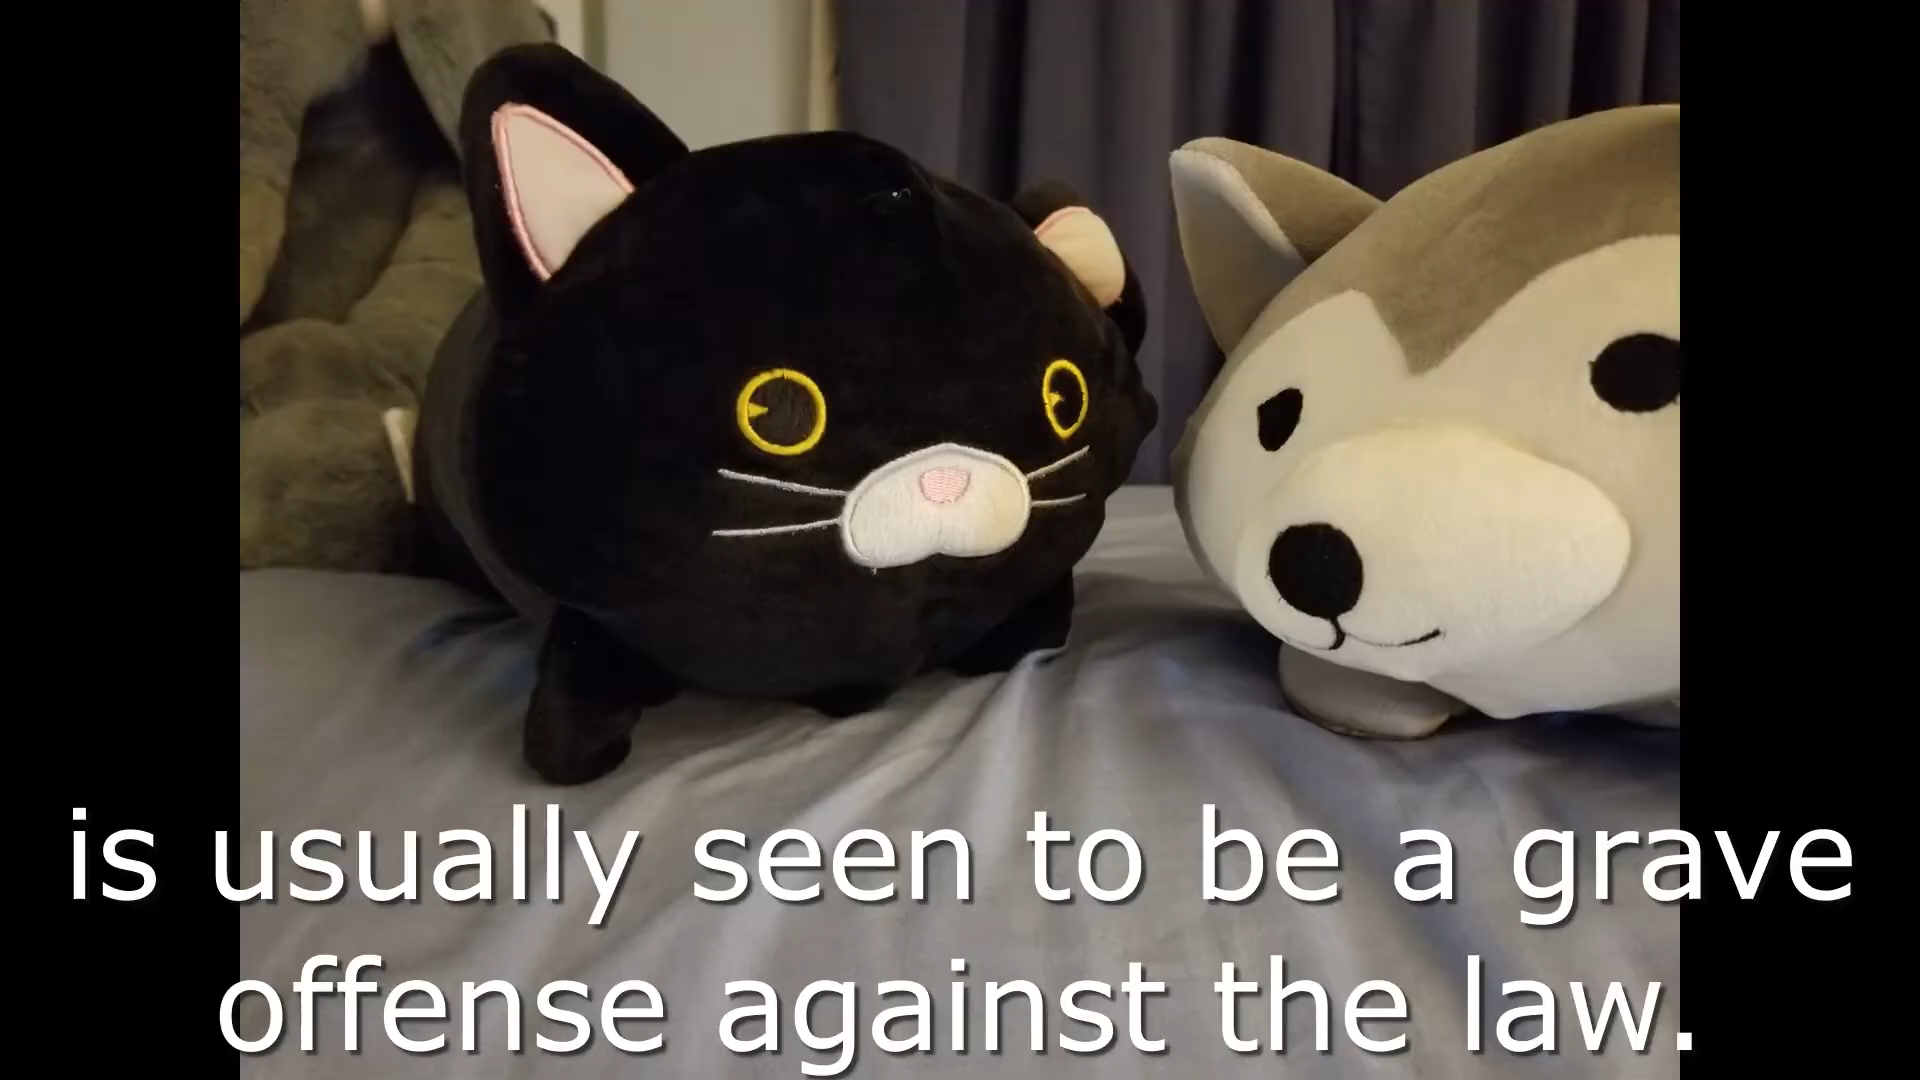 is usually seen to be a grave
offense against the law.